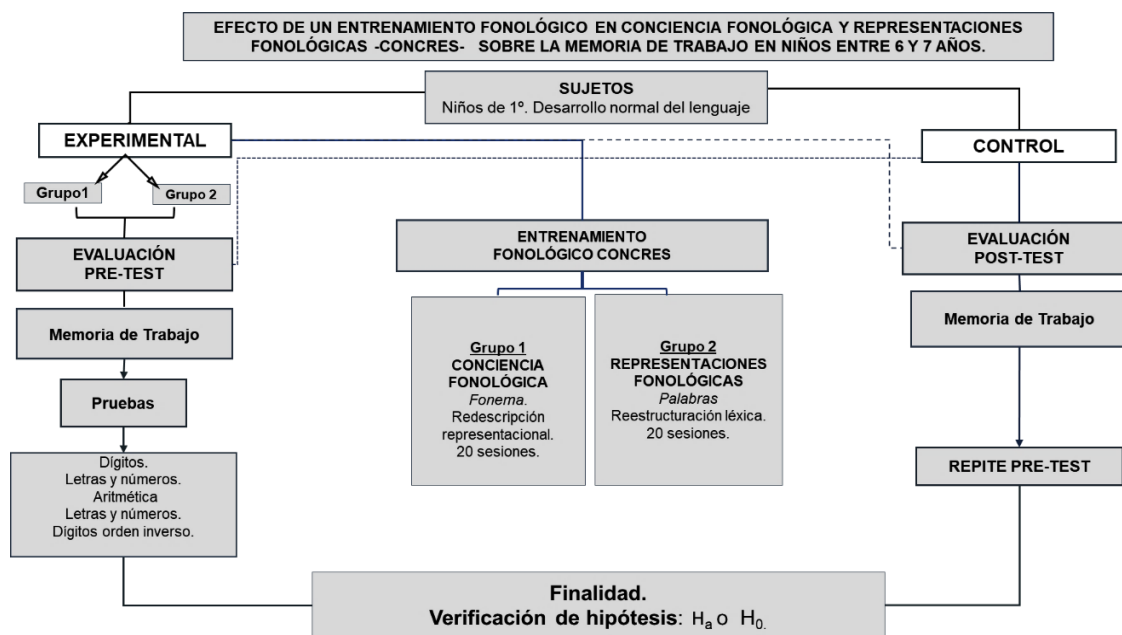 EFECTO DE UN ENTRENAMIENTO FONOLÓGICO EN CONCIENCIA FONOLÓGICA Y REPRESENTACIONES
FONOLÓGICAS -CONCRES- SOBRE LA MEMORIA DE TRABAJO EN NIÑOS ENTRE 6 Y 7 AÑOS.
SUJETOS
Niños de 1º. Desarrollo normal del lenguaje
EXPERIMENTAL
CONTROL
Grupo1
Grupo 2
EVALUACIÓN
PRE-TEST
Memoria de Trabajo
Pruebas
Dígitos.
Letras y números.
Aritmética
Letras y números.
Dígitos orden inverso.
ENTRENAMIENTO
FONOLÓGICO CONCRES
Grupo 1
CONCIENCIA
FONOLÓGICA
Fonema.
Redescripción
representacional.
20 sesiones.
Grupo 2
REPRESENTACIONES
FONOLÓGICAS
Palabras
Reestructuración léxica.
20 sesiones.
EVALUACIÓN
POST-TEST
Memoria de Trabajo
REPITE PRE-TEST
Finalidad.
Verificación de hipótesis: Ha o H0.